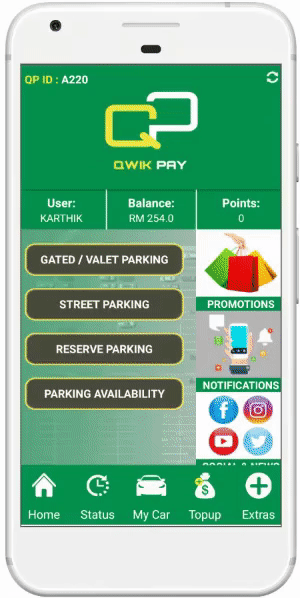 QP ID : A220
QP
QWIK PAY
User:
KARTHIK
Balance:
RM 254.0
Points:
0
GATED / VALET PARKING
STREET PARKING
RESERVE PARKING
PARKING AVAILABILITY
PROMOTIONS
NOTIFICATIONS
SOCIAL & NEWS
Home
Status
My Car
Topup
Extras